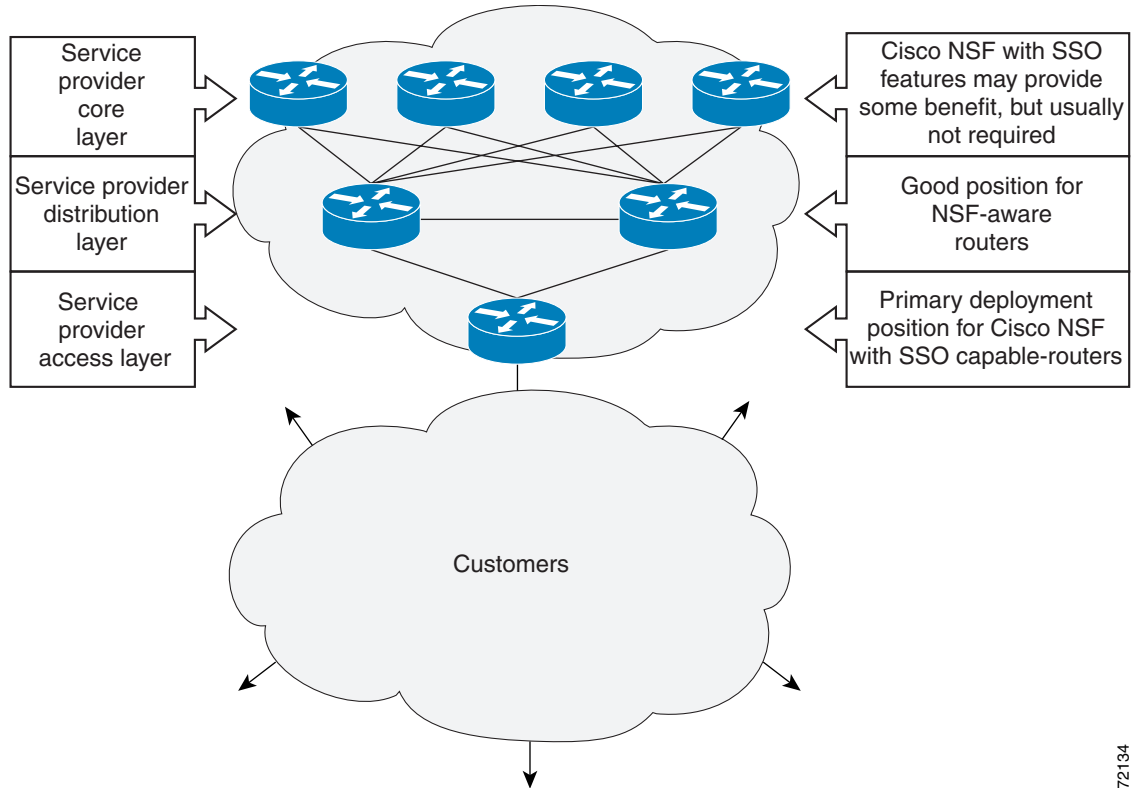 Service
provider
core
layer
Cisco NSF with SSO
features may provide
some benefit, but usually
not required
Service provider
distribution
layer
Good position for
NSF-aware
routers
Service
provider
access layer
Primary deployment
position for Cisco NSF
with SSO capable-routers
Customers
72134